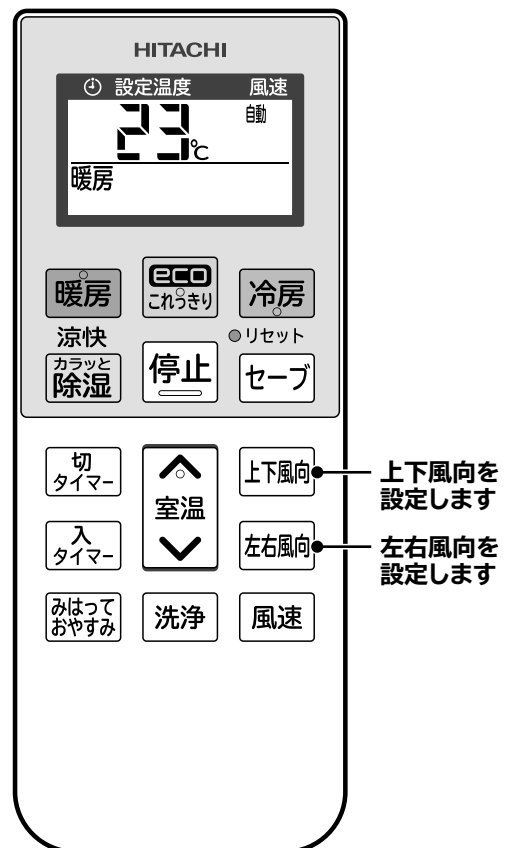 HITACHI
設定温度 風速
23℃ 自動
暖房
暖房
eco
これっきり
冷房
涼快
リセット
カラッと
除湿
停止
セーブ
切
タイマー
室温
上下風向
上下風向を
設定します
入
タイマー
左右風向
左右風向を
設定します
みはって
おやすみ
洗浄
風速